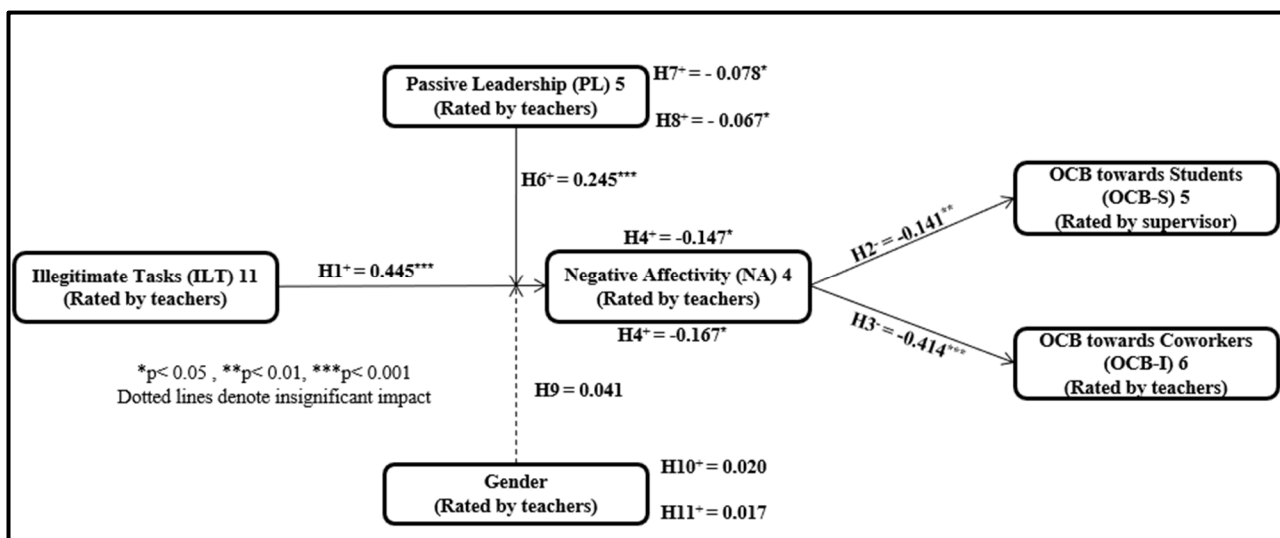 Passive Leadership (PL) 5
(Rated by teachers)
H7⁺ = - 0.078*
H8⁺ = - 0.067*
H6⁺ = 0.245***
OCB towards Students
(OCB-S) 5
(Rated by supervisor)
H2⁻ = -0.141**
Illegitimate Tasks (ILT) 11
(Rated by teachers)
H1⁺ = 0.445***
H4⁺ = -0.147*
Negative Affectivity (NA) 4
(Rated by teachers)
H4⁺ = -0.167*
H3⁻ = -0.414***
OCB towards Coworkers
(OCB-I) 6
(Rated by teachers)
*p< 0.05 , **p< 0.01, ***p< 0.001
Dotted lines denote insignificant impact
H9 = 0.041
Gender
(Rated by teachers)
H10⁺ = 0.020
H11⁺ = 0.017